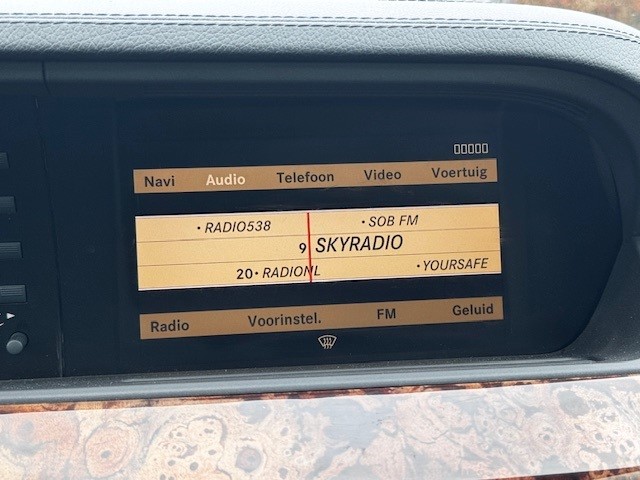 Navi Audio Telefoon Video Voertuig
• RADIO538 • SOB FM
9 SKYRADIO
20 • RADIONL • YOURSAFE
Radio Voorinstel. FM Geluid